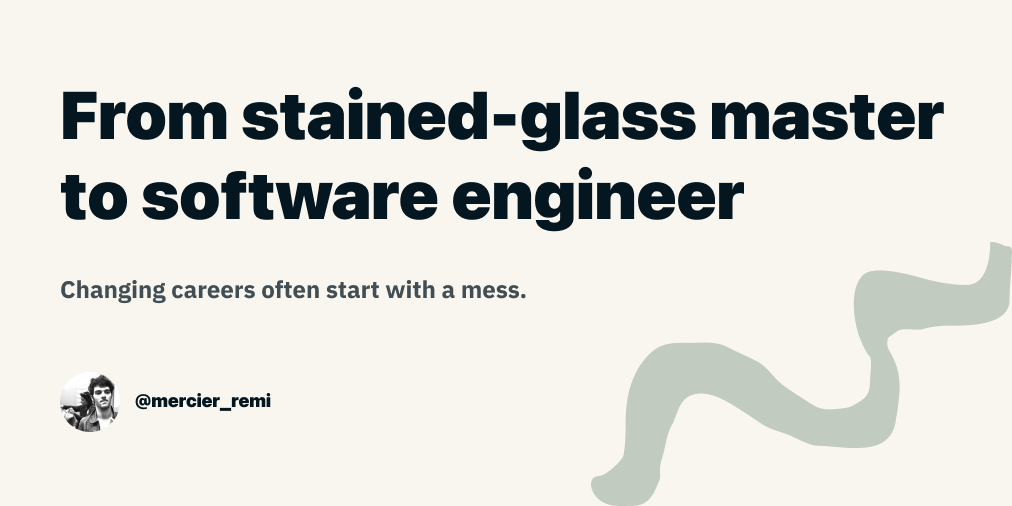 From stained-glass master
to software engineer
Changing careers often start with a mess.
@mercier_remi